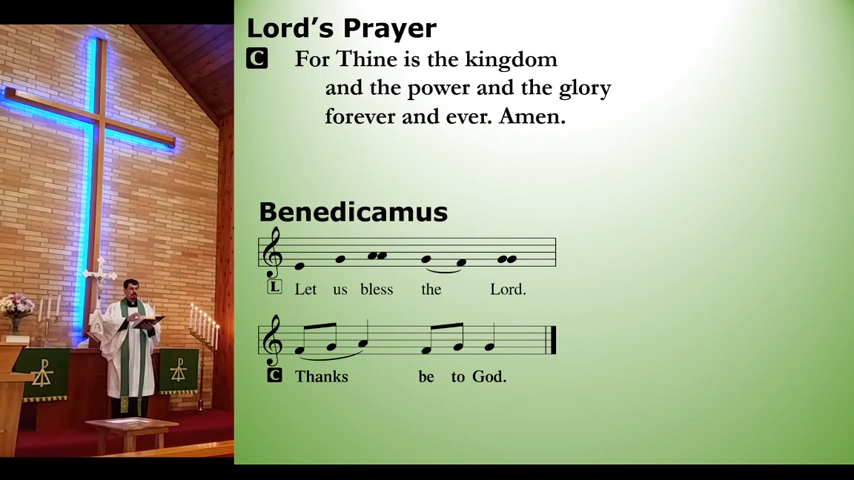 Lord’s Prayer
C For Thine is the kingdom
and the power and the glory
forever and ever. Amen.
Benedicamus
L Let us bless the Lord.
C Thanks be to God.